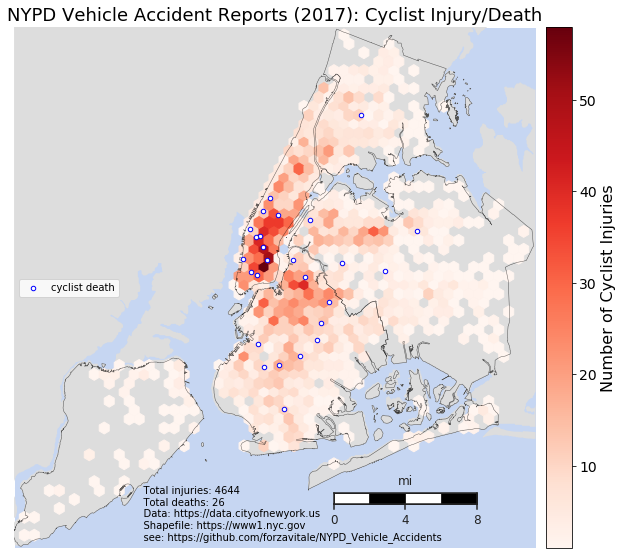 NYPD Vehicle Accident Reports (2017): Cyclist Injury/Death
50
40
30
20
10
Number of Cyclist Injuries
cyclist death
mi
0 4 8
Total injuries: 4644
Total deaths: 26
Data: https://data.cityofnewyork.us
Shapefile: https://www1.nyc.gov
see: https://github.com/forzavitale/NYPD_Vehicle_Accidents